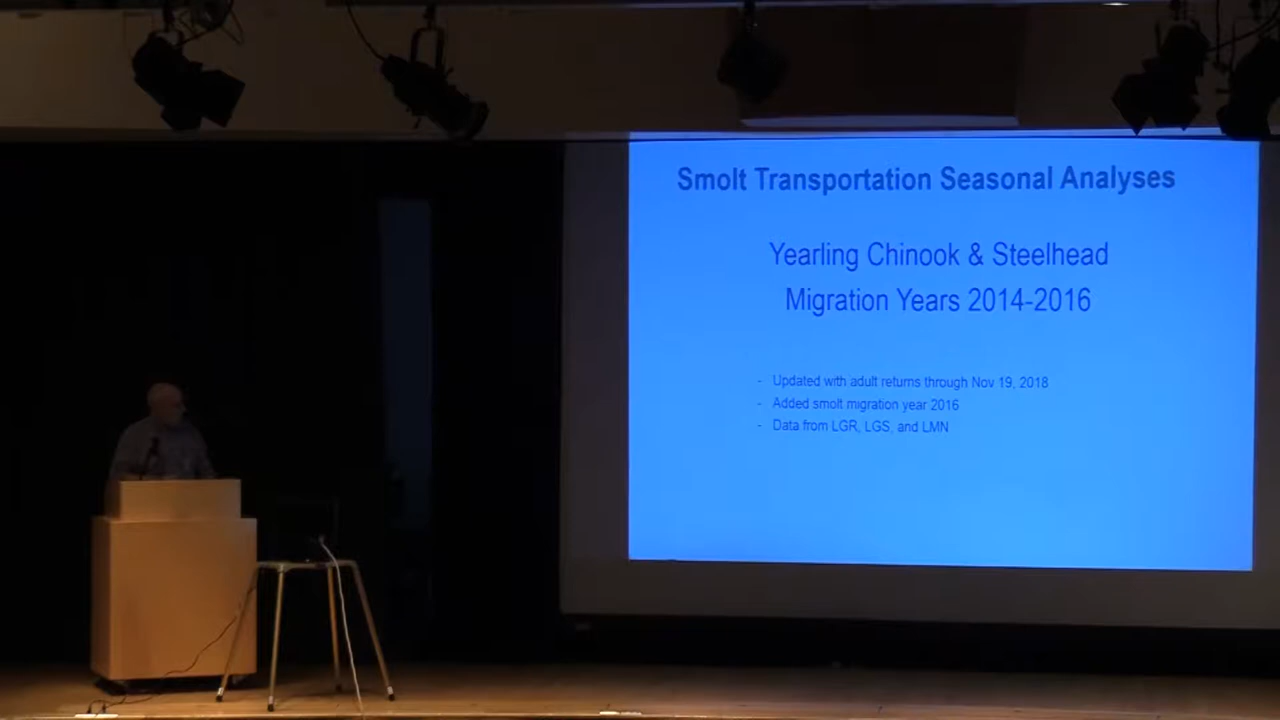 Smolt Transportation Seasonal Analyses
Yearling Chinook & Steelhead
Migration Years 2014-2016
- Updated with adult returns through Nov 19, 2018
- Added smolt migration year 2016
- Data from LGR, LGS, and LMN